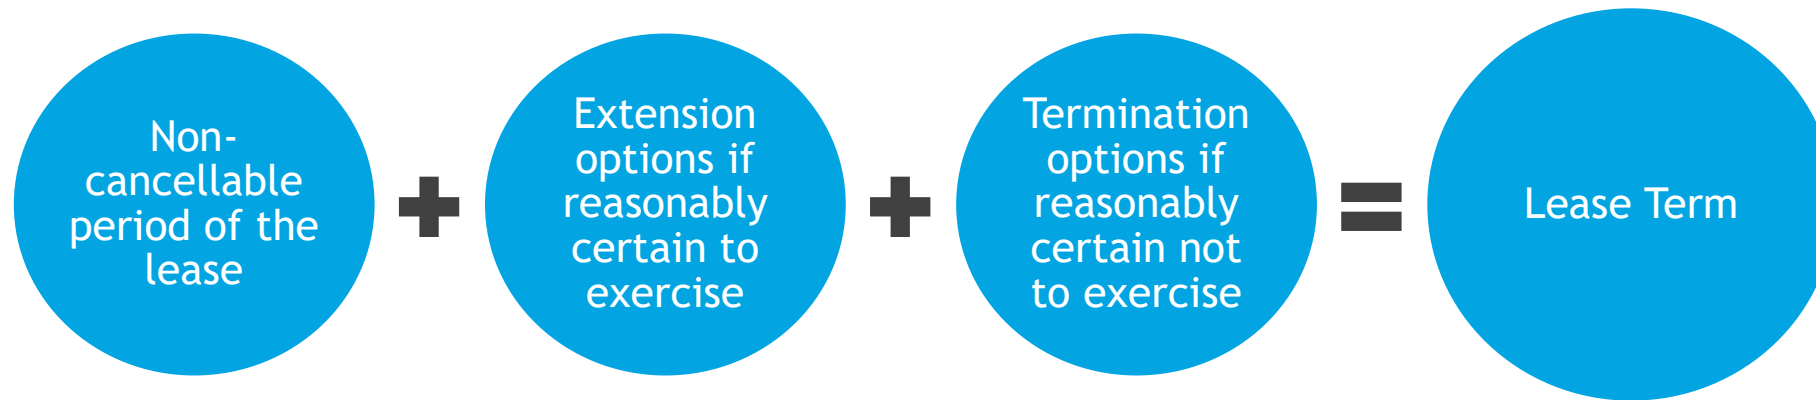 Non-
cancellable
period of the
lease
Extension
options if
reasonably
certain to
exercise
Termination
options if
reasonably
certain not
to exercise
Lease Term